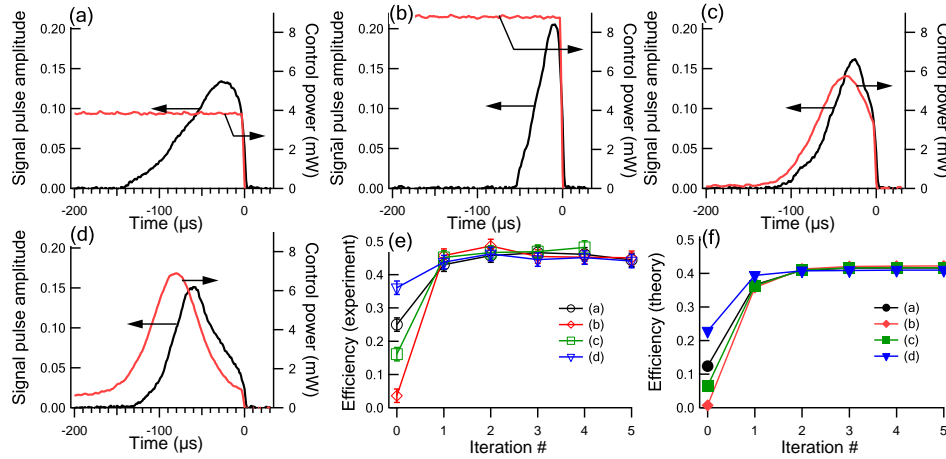 (a)
Signal pulse amplitude
0.20
0.15
0.10
0.05
0.00
-200
-100
0
Time (µs)
8
6
4
2
0
Control power (mW)
(b)
Signal pulse amplitude
0.20
0.15
0.10
0.05
0.00
-200
-100
0
Time (µs)
8
6
4
2
0
Control power (mW)
(c)
Signal pulse amplitude
0.20
0.15
0.10
0.05
0.00
-200
-100
0
Time (µs)
8
6
4
2
0
Control power (mW)
(d)
Signal pulse amplitude
0.20
0.15
0.10
0.05
0.00
-200
-100
0
Time (µs)
8
6
4
2
0
Control power (mW)
(e)
Efficiency (experiment)
0.5
0.4
0.3
0.2
0.1
0.0
0
1
2
3
4
5
Iteration #
(a)
(b)
(c)
(d)
(f)
Efficiency (theory)
0.5
0.4
0.3
0.2
0.1
0.0
0
1
2
3
4
5
Iteration #
(a)
(b)
(c)
(d)